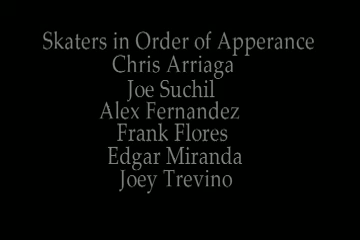 Skaters in Order of Apperance
Chris Arriaga
Joe Suchil
Alex Fernandez
Frank Flores
Edgar Miranda
Joey Trevino